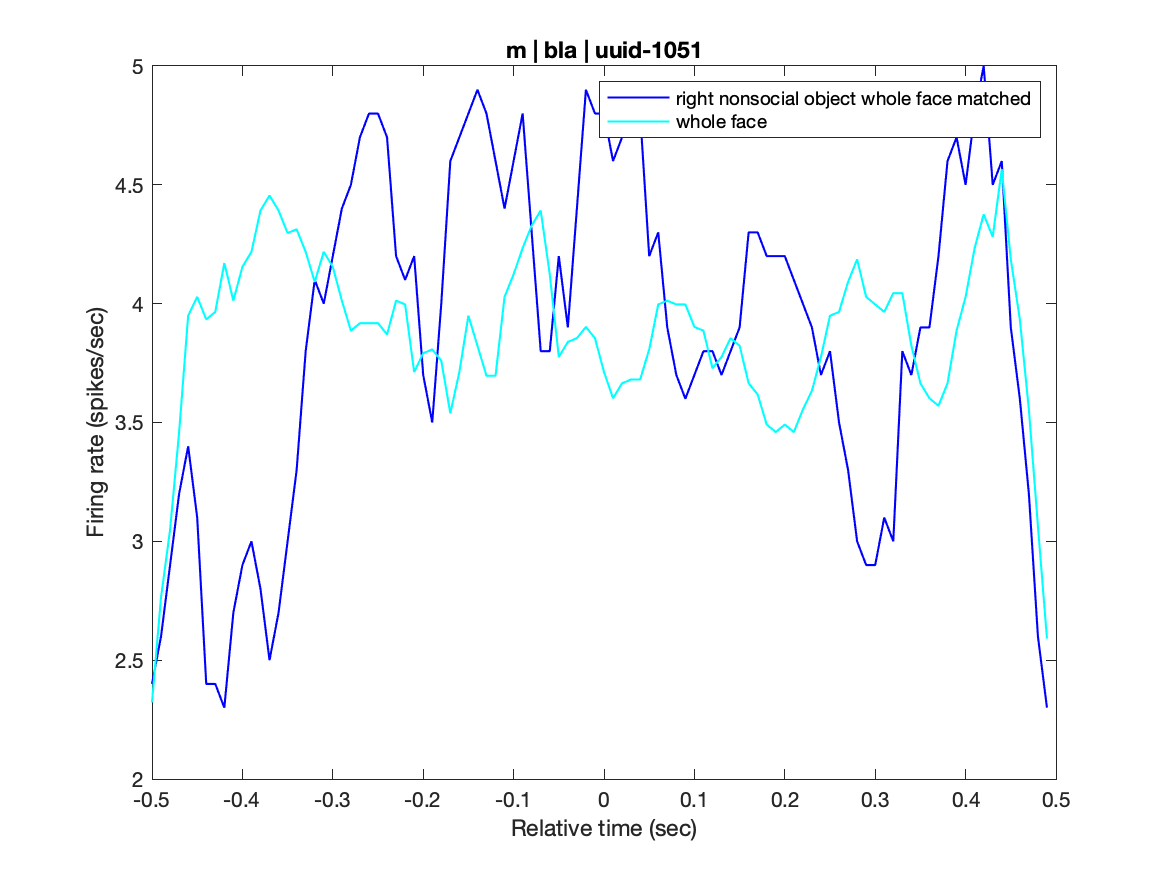 m | bla | uuid-1051
right nonsocial object whole face matched
whole face
Firing rate (spikes/sec)
5
4.5
4
3.5
3
2.5
2
-0.5 -0.4 -0.3 -0.2 -0.1 0 0.1 0.2 0.3 0.4 0.5
Relative time (sec)